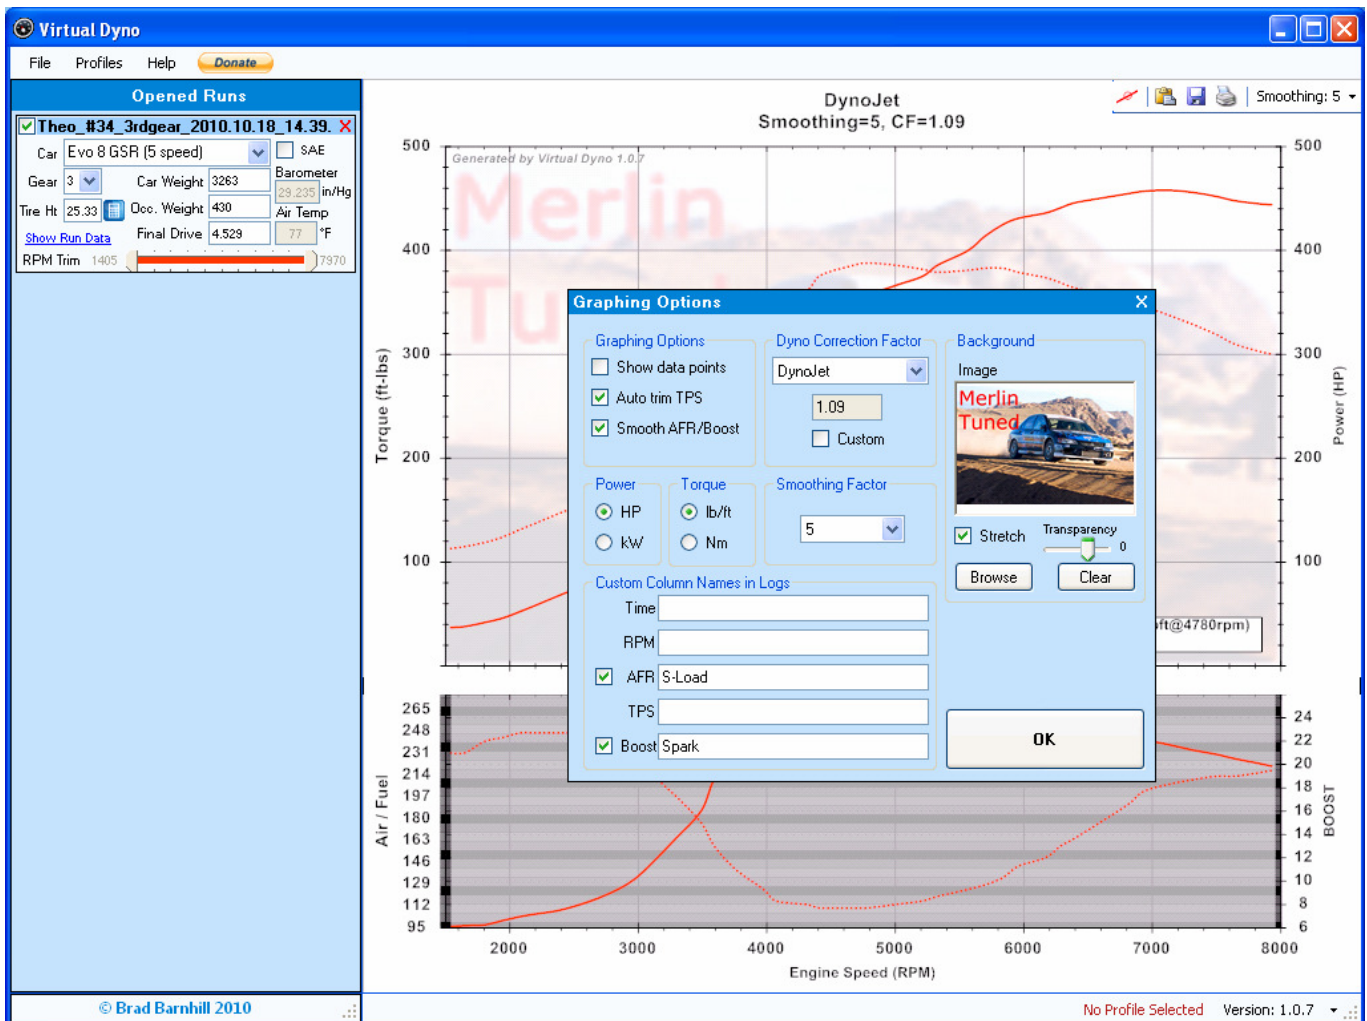 Virtual Dyno
File Profiles Help Donate
Opened Runs
Theo_#34_3rdgear_2010.10.18_14.39. X
Car Evo 8 GSR (5 speed) SAE
Gear 3 Car Weight 3263 Barometer
29.235 in/Hg
Tire Ht 25.33 Occ. Weight 430 Air Temp
Show Run Data Final Drive 4.529 77 °F
RPM Trim 1405 7970
Smoothing: 5
DynoJet
Smoothing=5, CF=1.09
Generated by Virtual Dyno 1.0.7
Merlin
Tu
500
400
300
200
100
Torque (ft-lbs)
500
400
300
200
100
Power (HP)
Graphing Options X
Graphing Options
Show data points
Auto trim TPS
Smooth AFR/Boost
Dyno Correction Factor
DynoJet
1.09
Custom
Background
Image
Merlin
Tuned
Stretch Transparency 0
Browse Clear
Power
HP
kW
Torque
lb/ft
Nm
Smoothing Factor
5
Custom Column Names in Logs
Time
RPM
AFR S-Load
TPS
Boost Spark
OK
ft@4780rpm)
265
248
231
214
197
180
163
146
129
112
95
Air / Fuel
24
22
20
18
16
14
12
10
8
6
BOOST
2000 3000 4000 5000 6000 7000 8000
Engine Speed (RPM)
© Brad Barnhill 2010
No Profile Selected Version: 1.0.7